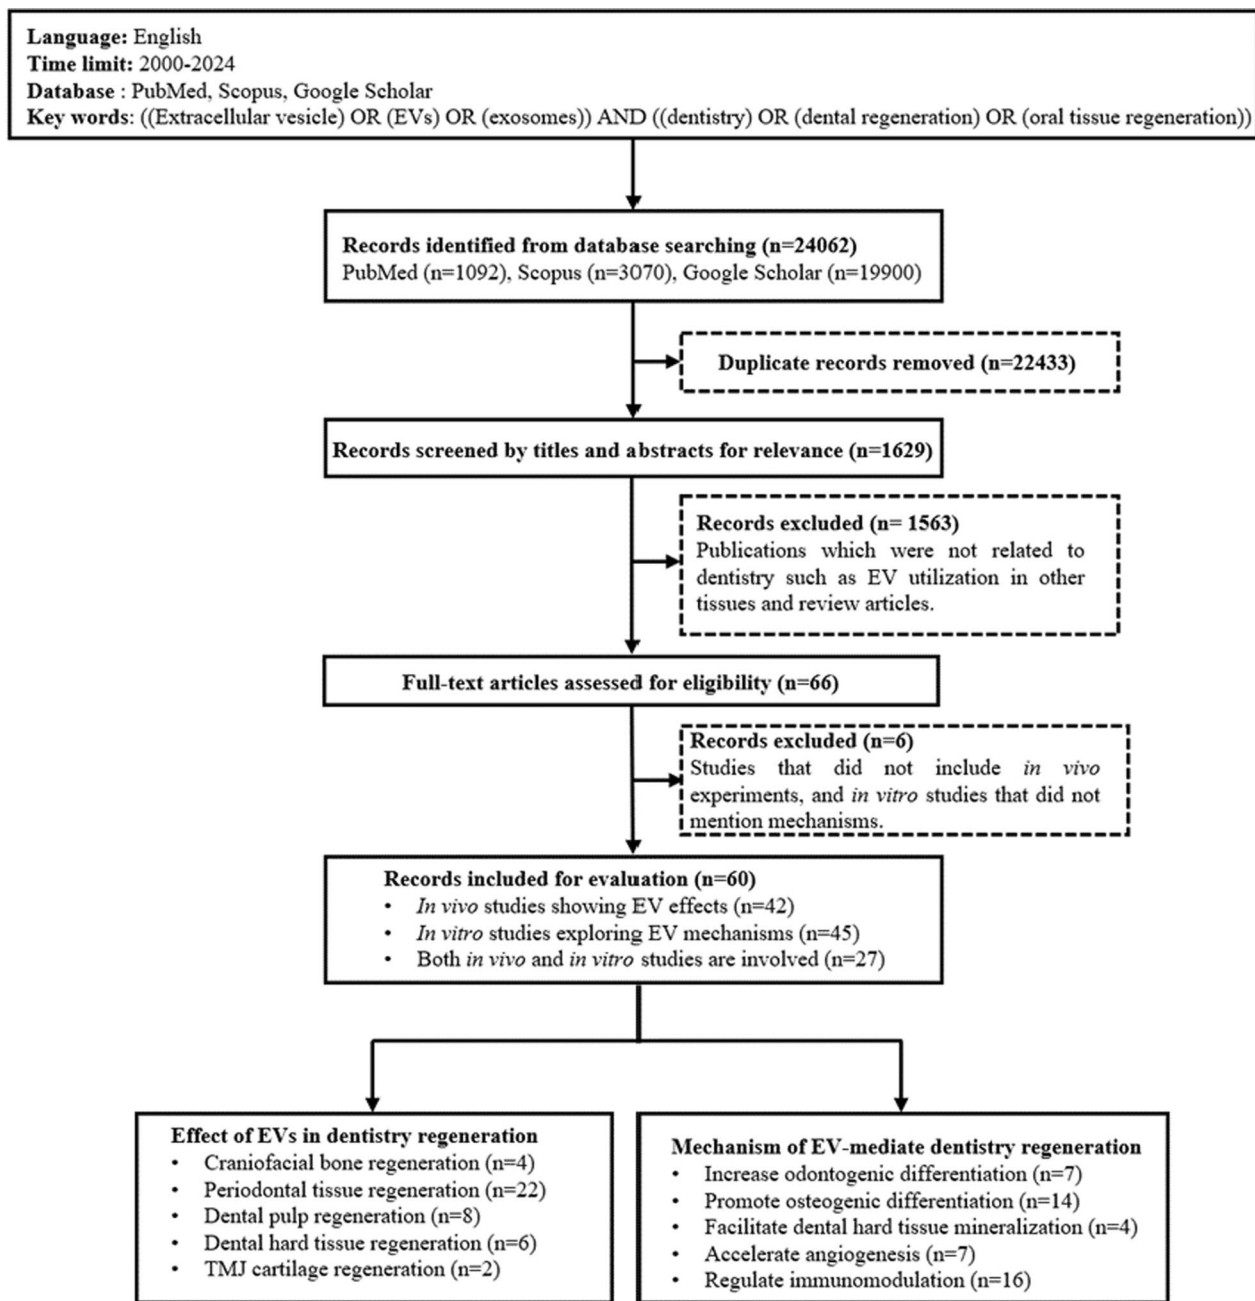 Language: English
Time limit: 2000-2024
Database : PubMed, Scopus, Google Scholar
Key words: ((Extracellular vesicle) OR (EVs) OR (exosomes)) AND ((dentistry) OR (dental regeneration) OR (oral tissue regeneration))
Records identified from database searching (n=24062)
PubMed (n=1092), Scopus (n=3070), Google Scholar (n=19900)
Duplicate records removed (n=22433)
Records screened by titles and abstracts for relevance (n=1629)
Records excluded (n= 1563)
Publications which were not related to
dentistry such as EV utilization in other
tissues and review articles.
Full-text articles assessed for eligibility (n=66)
Records excluded (n=6)
Studies that did not include in vivo
experiments, and in vitro studies that did not
mention mechanisms.
Records included for evaluation (n=60)
• In vivo studies showing EV effects (n=42)
• In vitro studies exploring EV mechanisms (n=45)
• Both in vivo and in vitro studies are involved (n=27)
Effect of EVs in dentistry regeneration
• Craniofacial bone regeneration (n=4)
• Periodontal tissue regeneration (n=22)
• Dental pulp regeneration (n=8)
• Dental hard tissue regeneration (n=6)
• TMJ cartilage regeneration (n=2)
Mechanism of EV-mediate dentistry regeneration
• Increase odontogenic differentiation (n=7)
• Promote osteogenic differentiation (n=14)
• Facilitate dental hard tissue mineralization (n=4)
• Accelerate angiogenesis (n=7)
• Regulate immunomodulation (n=16)